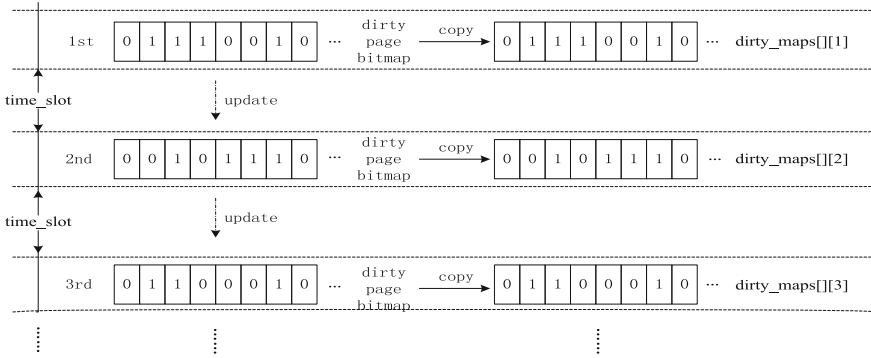 1st 0 1 1 1 0 0 1 0 ... dirty page bitmap copy 0 1 1 1 0 0 1 0 ... dirty_maps[][1]
time_slot update
2nd 0 0 1 0 1 1 1 0 ... dirty page bitmap copy 0 0 1 0 1 1 1 0 ... dirty_maps[][2]
time_slot update
3rd 0 1 1 0 0 0 1 0 ... dirty page bitmap copy 0 1 1 0 0 0 1 0 ... dirty_maps[][3]